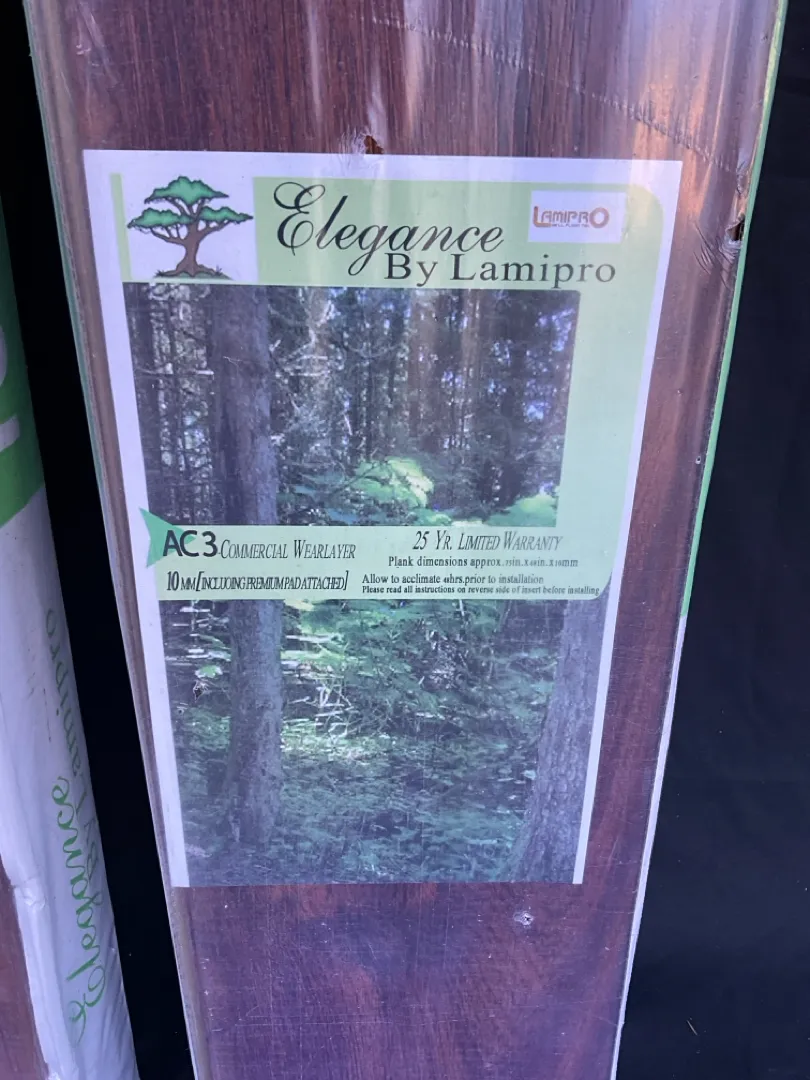 Elegance
By Lamipro
LAMIPRO
AC3-COMMERCIAL WEARLAYER
25 YR. LIMITED WARRANTY
Plank dimensions approx.
10 MM [INCLUDING PREMIUM PAD ATTACHED]
Allow to acclimate 48hrs.prior to installation
Please read all instructions on reverse side of insert before installing
Elegance
By Lamipro